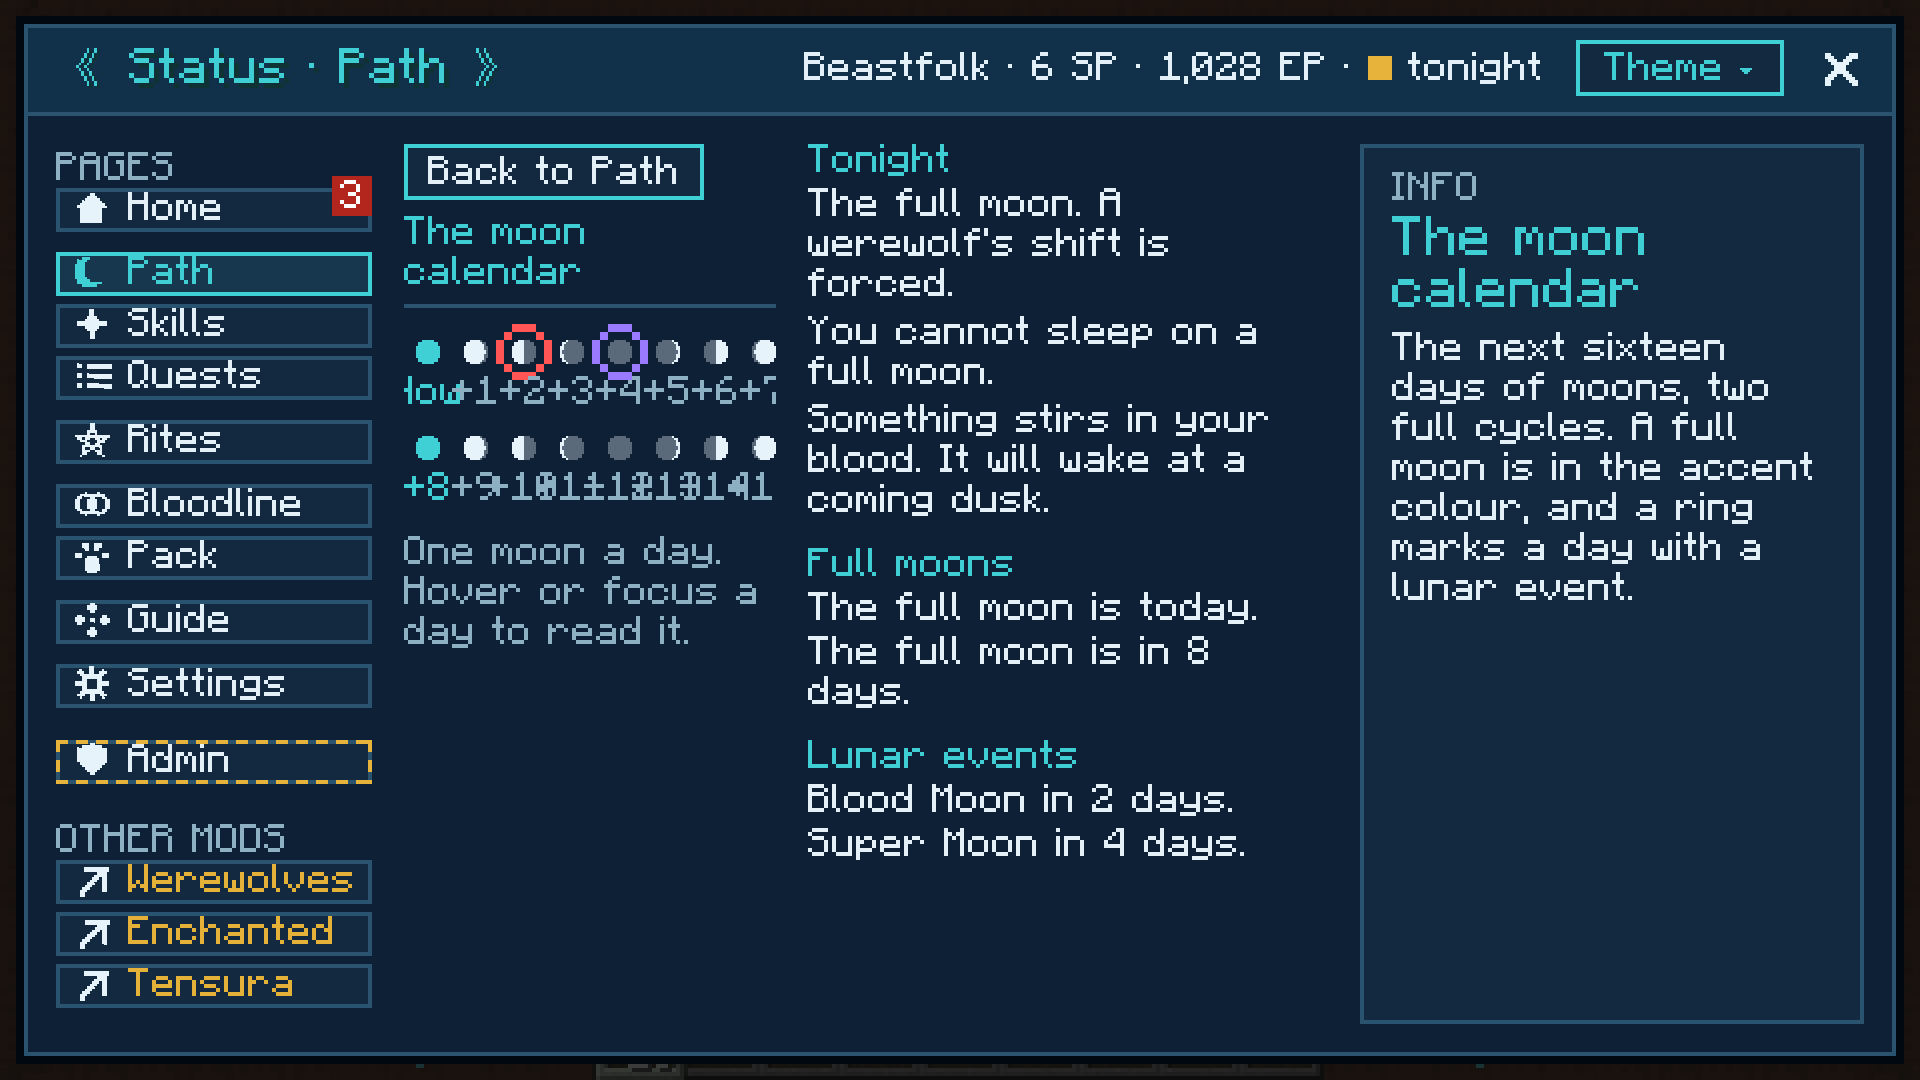 《 Status · Path 》
Beastfolk · 6 SP · 1,028 EP · tonight
Theme
PAGES
Home
3
Path
Skills
Quests
Rites
Bloodline
Pack
Guide
Settings
Admin
OTHER MODS
Werewolves
Enchanted
Tensura
Back to Path
The moon
calendar
+1+2+3+4+5+6+7
+8+9
One moon a day.
Hover or focus a
day to read it.
Tonight
The full moon. A
werewolf's shift is
forced.
You cannot sleep on a
full moon.
Something stirs in your
blood. It will wake at a
coming dusk.
Full moons
The full moon is today.
The full moon is in 8
days.
Lunar events
Blood Moon in 2 days.
Super Moon in 4 days.
INFO
The moon
calendar
The next sixteen
days of moons, two
full cycles. A full
moon is in the accent
colour, and a ring
marks a day with a
lunar event.